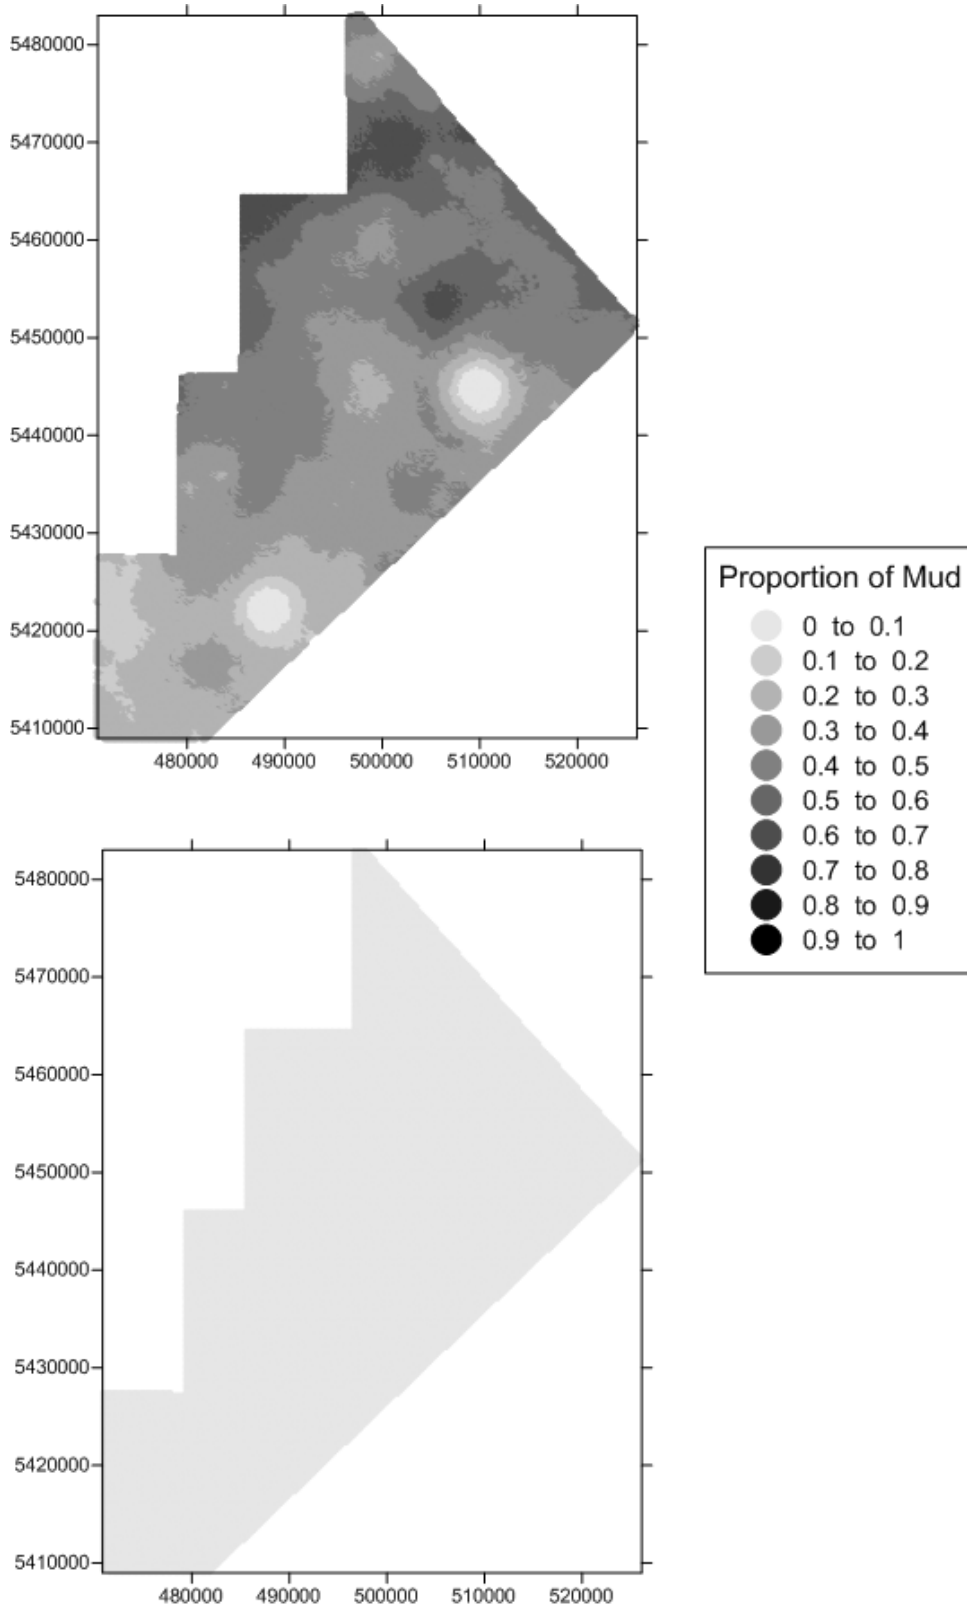 5480000
5470000
5460000
5450000
5440000
5430000
5420000
5410000
480000 490000 500000 510000 520000
Proportion of Mud
0 to 0.1
0.1 to 0.2
0.2 to 0.3
0.3 to 0.4
0.4 to 0.5
0.5 to 0.6
0.6 to 0.7
0.7 to 0.8
0.8 to 0.9
0.9 to 1
5480000
5470000
5460000
5450000
5440000
5430000
5420000
5410000
480000 490000 500000 510000 520000